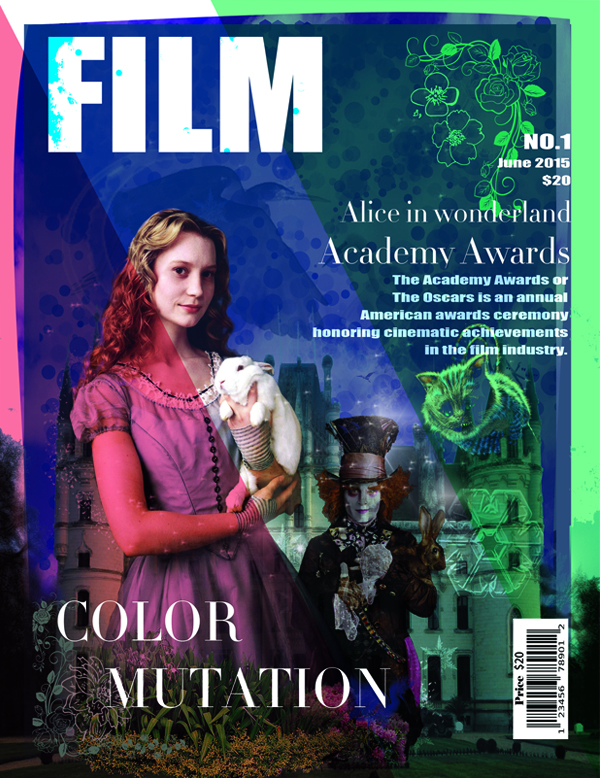 FILM
NO.1
June 2015
$20
Alice in wonderland
Academy Awards
The Academy Awards or
The Oscars is an annual
American awards ceremony
honoring cinematic achievements
in the film industry.
COLOR
MUTATION
Price $20
1 23456 78901 2